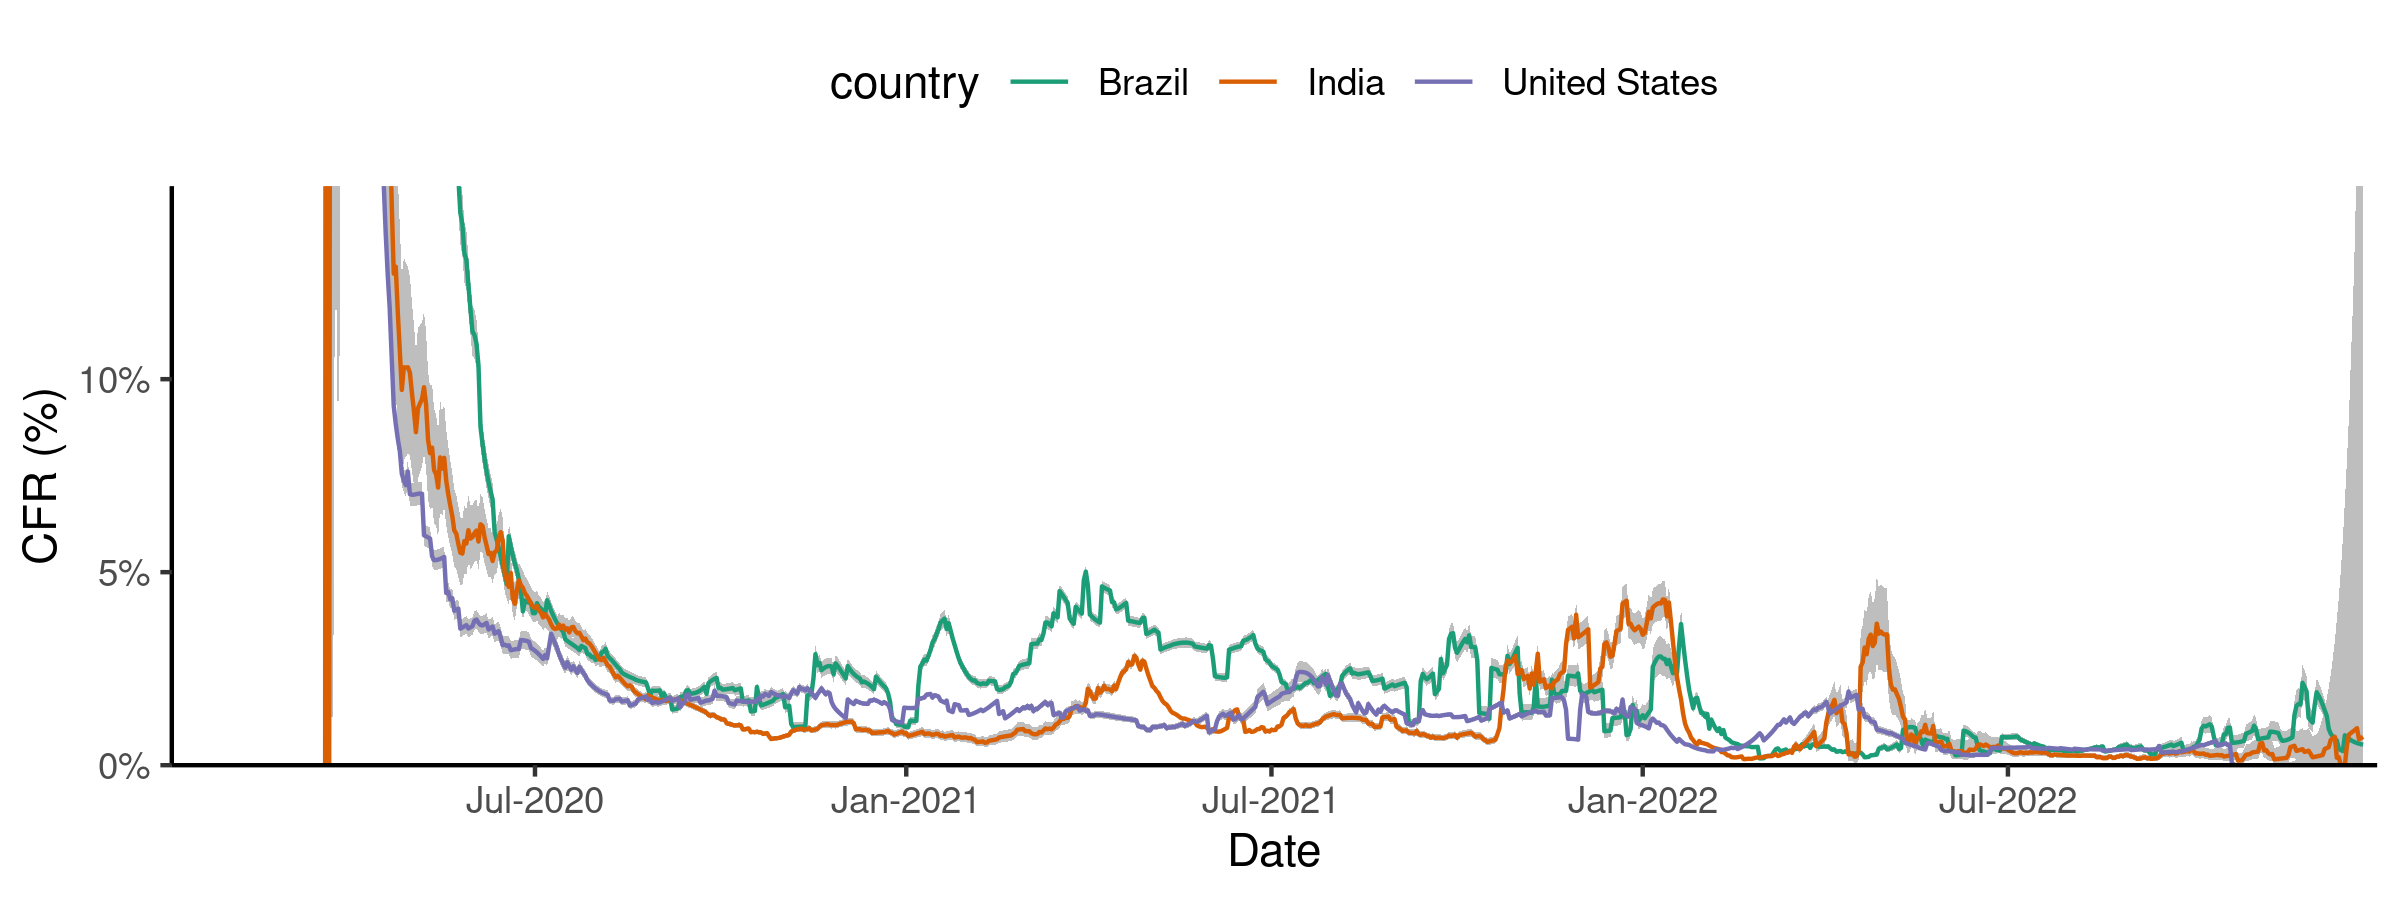 country Brazil India United States
CFR (%)
10%
5%
0%
Jul-2020 Jan-2021 Jul-2021 Jan-2022 Jul-2022
Date